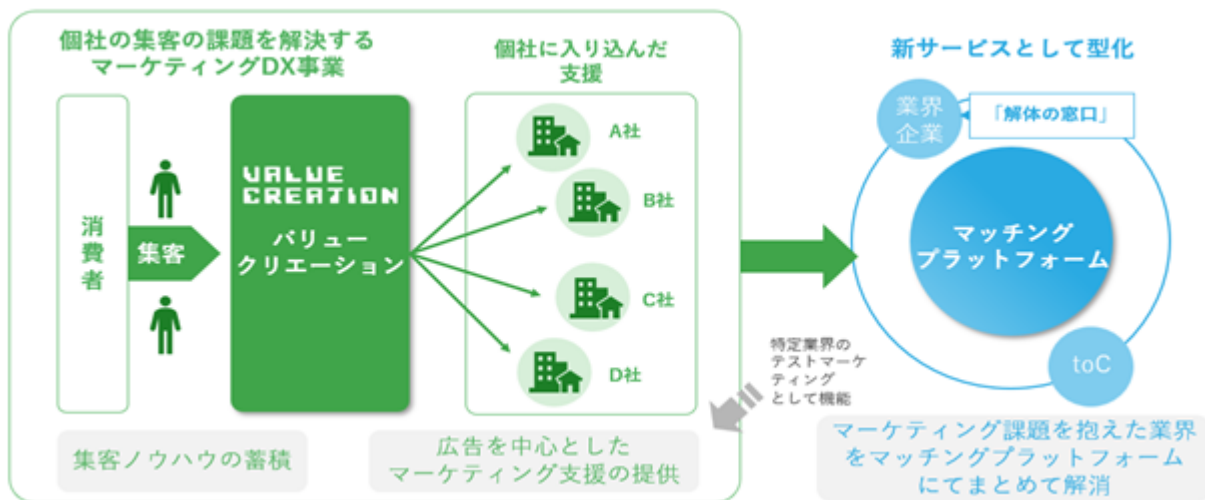 個社の集客の課題を解決する
マーケティングDX事業
消費者
集客
VALUE
CREATION
バリュー
クリエーション
個社に入り込んだ
支援
A社
B社
C社
D社
集客ノウハウの蓄積
広告を中心とした
マーケティング支援の提供
特定業界の
テストマーケ
ティング
として機能
新サービスとして型化
業界
企業
「解体の窓口」
マッチング
プラットフォーム
toC
マーケティング課題を抱えた業界
をマッチングプラットフォーム
にてまとめて解消